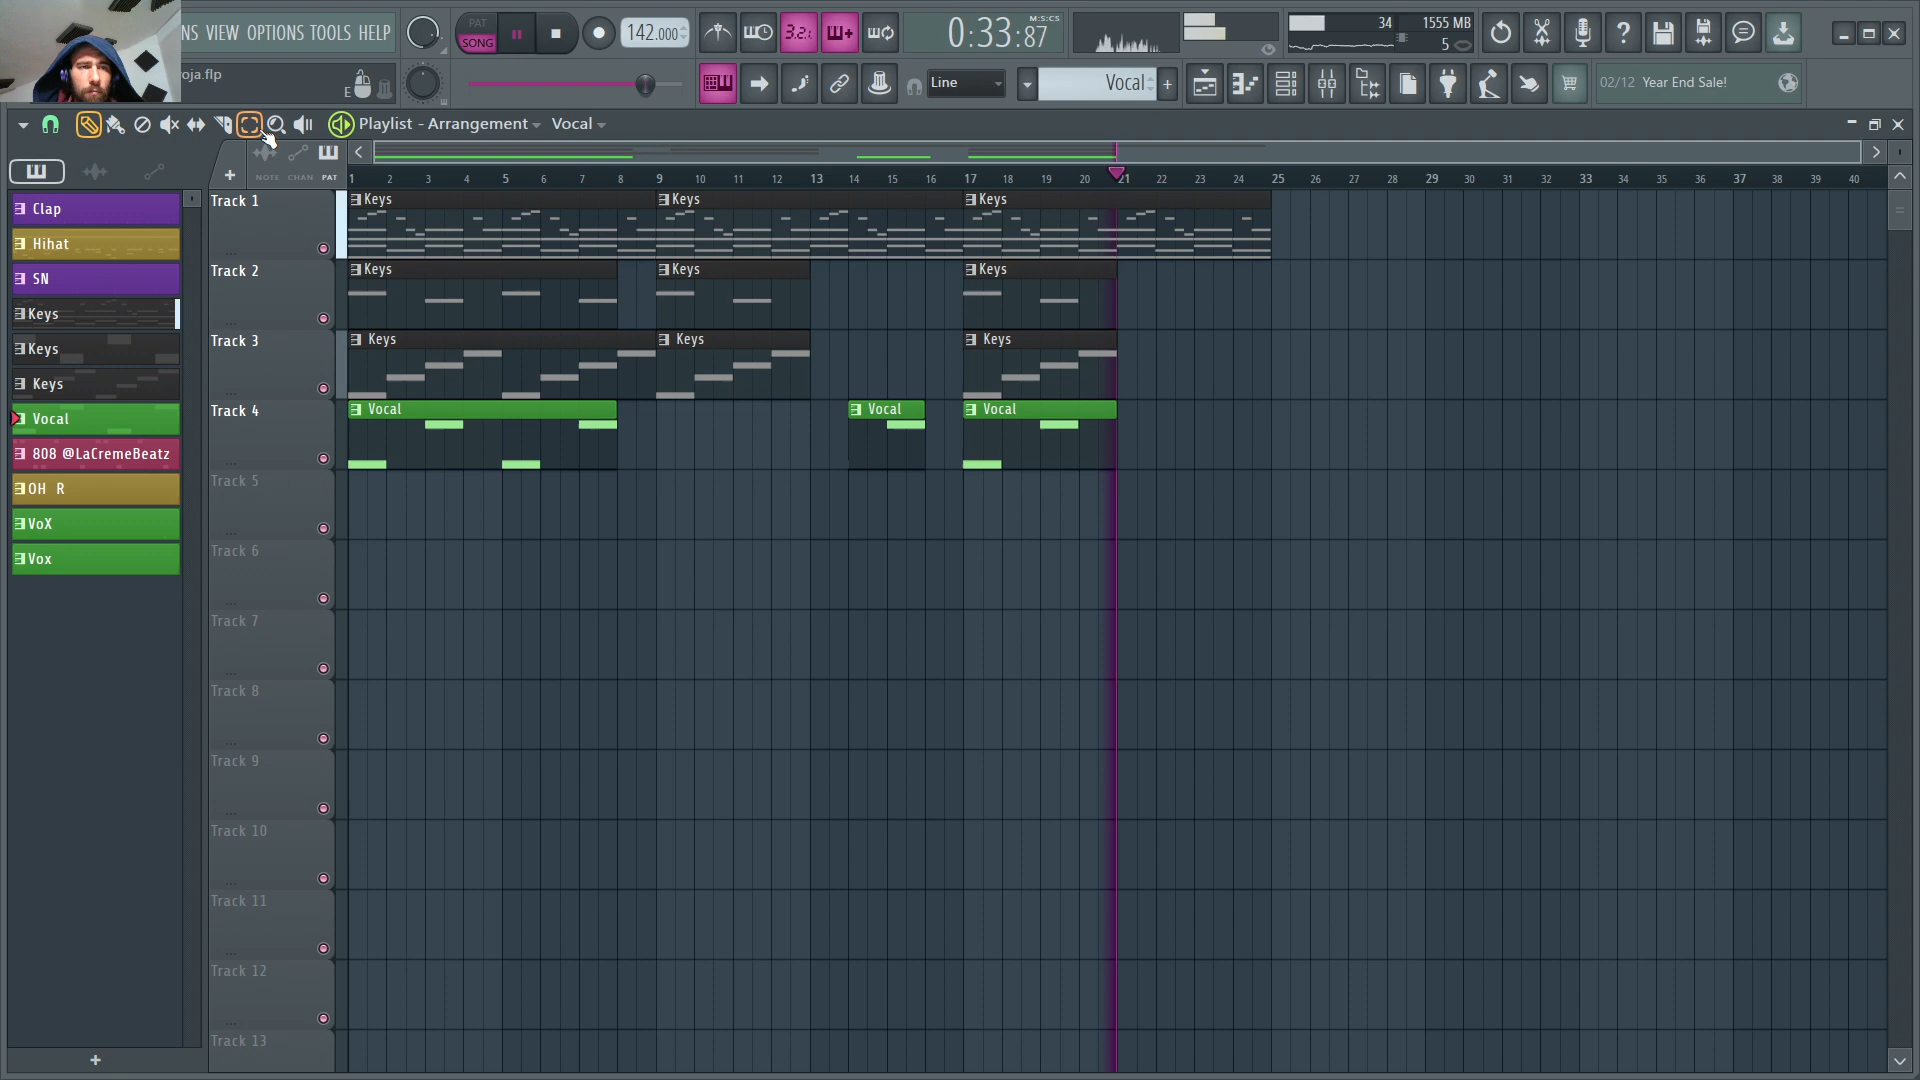 NS VIEW OPTIONS TOOLS HELP
PAT
SONG
142.000
3.2.
0:33:87
M:S:CS
34
1555 MB
5
oja.flp
E
Line
Vocal
+
02/12 Year End Sale!
Playlist - Arrangement
Vocal
NOTE CHAN PAT
1 2 3 4 5 6 7 8 9 10 11 12 13 14 15 16 17 18 19 20 21 22 23 24 25 26 27 28 29 30 31 32 33 34 35 36 37 38 39 40
Clap
Hihat
SN
Keys
Keys
Keys
Vocal
808 @LaCremeBeatz
OH R
VoX
Vox
+
Track 1
Keys Keys Keys
Track 2
Keys Keys Keys
Track 3
Keys Keys Keys
Track 4
Vocal Vocal Vocal
Track 5
Track 6
Track 7
Track 8
Track 9
Track 10
Track 11
Track 12
Track 13